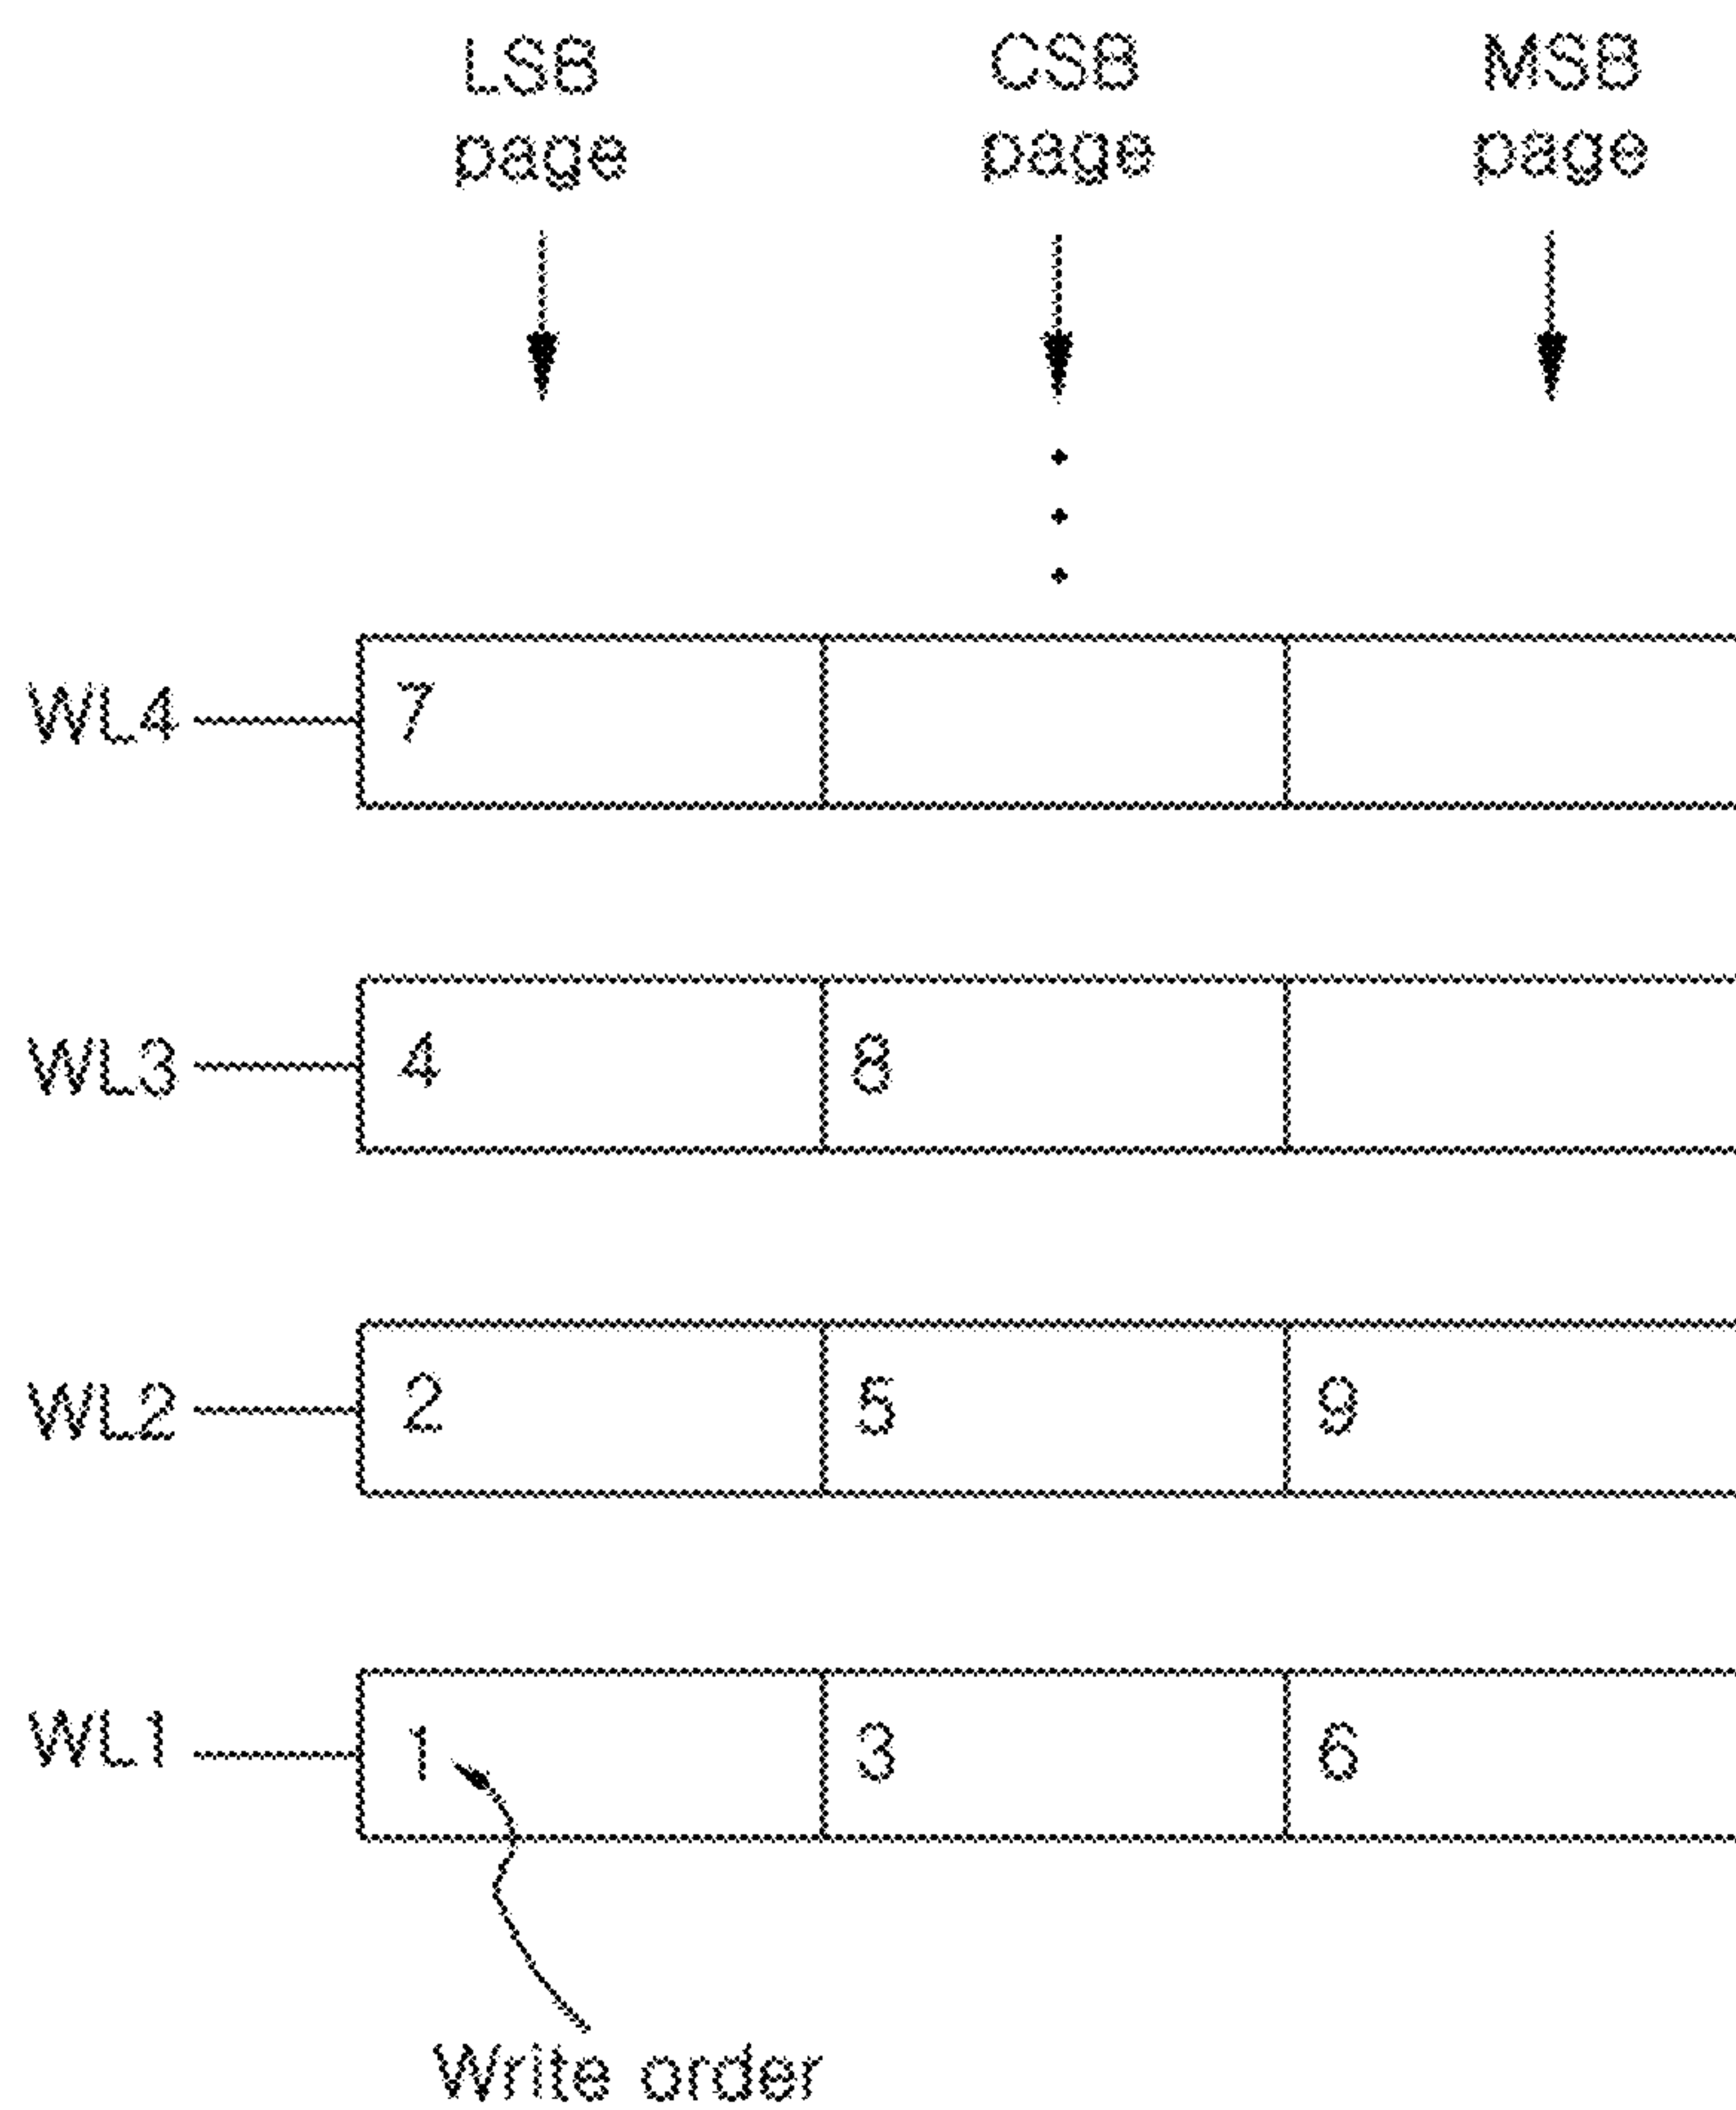 LSB page
CSB page
MSB page
WL4 7
WL3 4 8
WL2 2 5 9
WL1 1 3 6
Write order